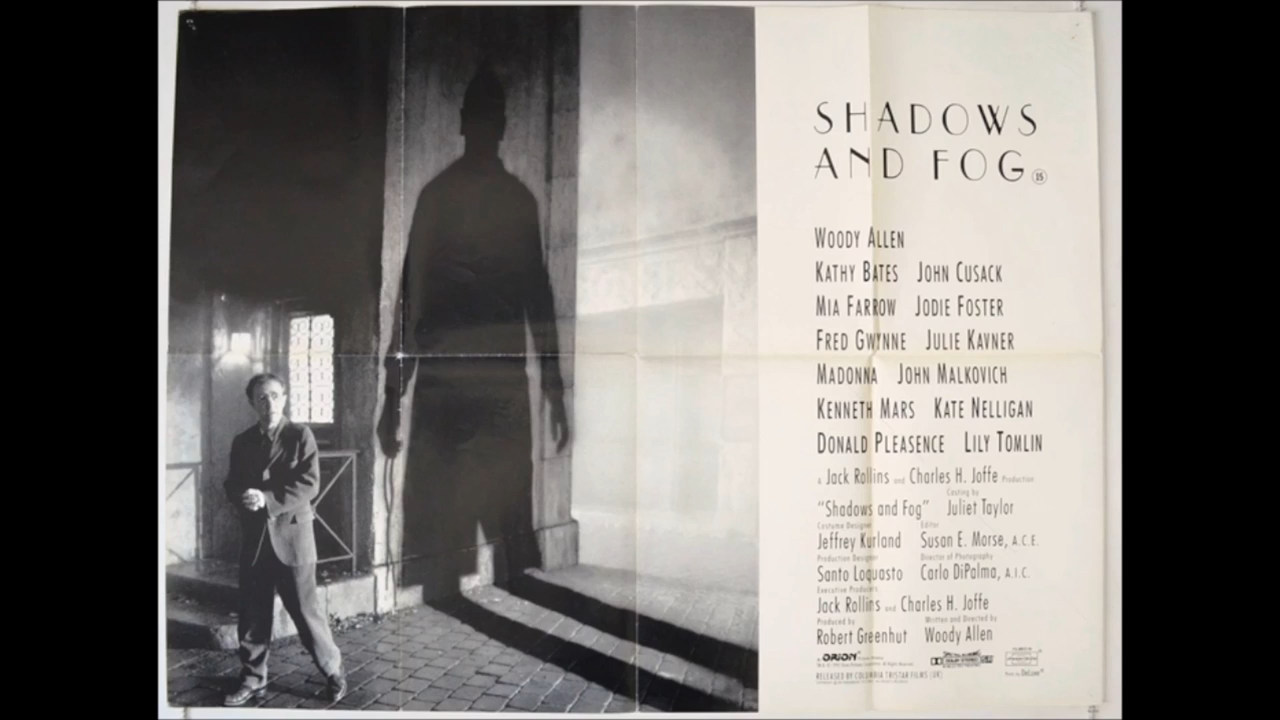 SHADOWS
AND FOG 15
WOODY ALLEN
KATHY BATES JOHN CUSACK
MIA FARROW JODIE FOSTER
FRED GWYNNE JULIE KAVNER
MADONNA JOHN MALKOVICH
KENNETH MARS KATE NELLIGAN
DONALD PLEASENCE LILY TOMLIN
A Jack Rollins and Charles H. Joffe Production
Casting by
"Shadows and Fog" Juliet Taylor
Costume Designer Editor
Jeffrey Kurland Susan E. Morse, A.C.E.
Production Designer Director of Photography
Santo Loquasto Carlo DiPalma, A.I.C.
Executive Producers
Jack Rollins and Charles H. Joffe
Produced by Written and Directed by
Robert Greenhut Woody Allen
ORION
DOLBY STEREO
DeLuxe
RELEASED BY COLUMBIA TRISTAR FILMS (UK)